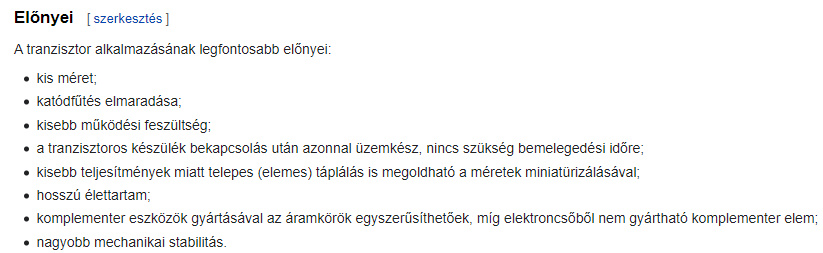 Előnyei [ szerkesztés ]
A tranzisztor alkalmazásának legfontosabb előnyei:
• kis méret;
• katódfűtés elmaradása;
• kisebb működési feszültség;
• a tranzisztoros készülék bekapcsolás után azonnal üzemkész, nincs szükség bemelegedési időre;
• kisebb teljesítmények miatt telepes (elemes) táplálás is megoldható a méretek miniatürizálásával;
• hosszú élettartam;
• komplementer eszközök gyártásával az áramkörök egyszerűsíthetőek, míg elektroncsőből nem gyártható komplementer elem;
• nagyobb mechanikai stabilitás.